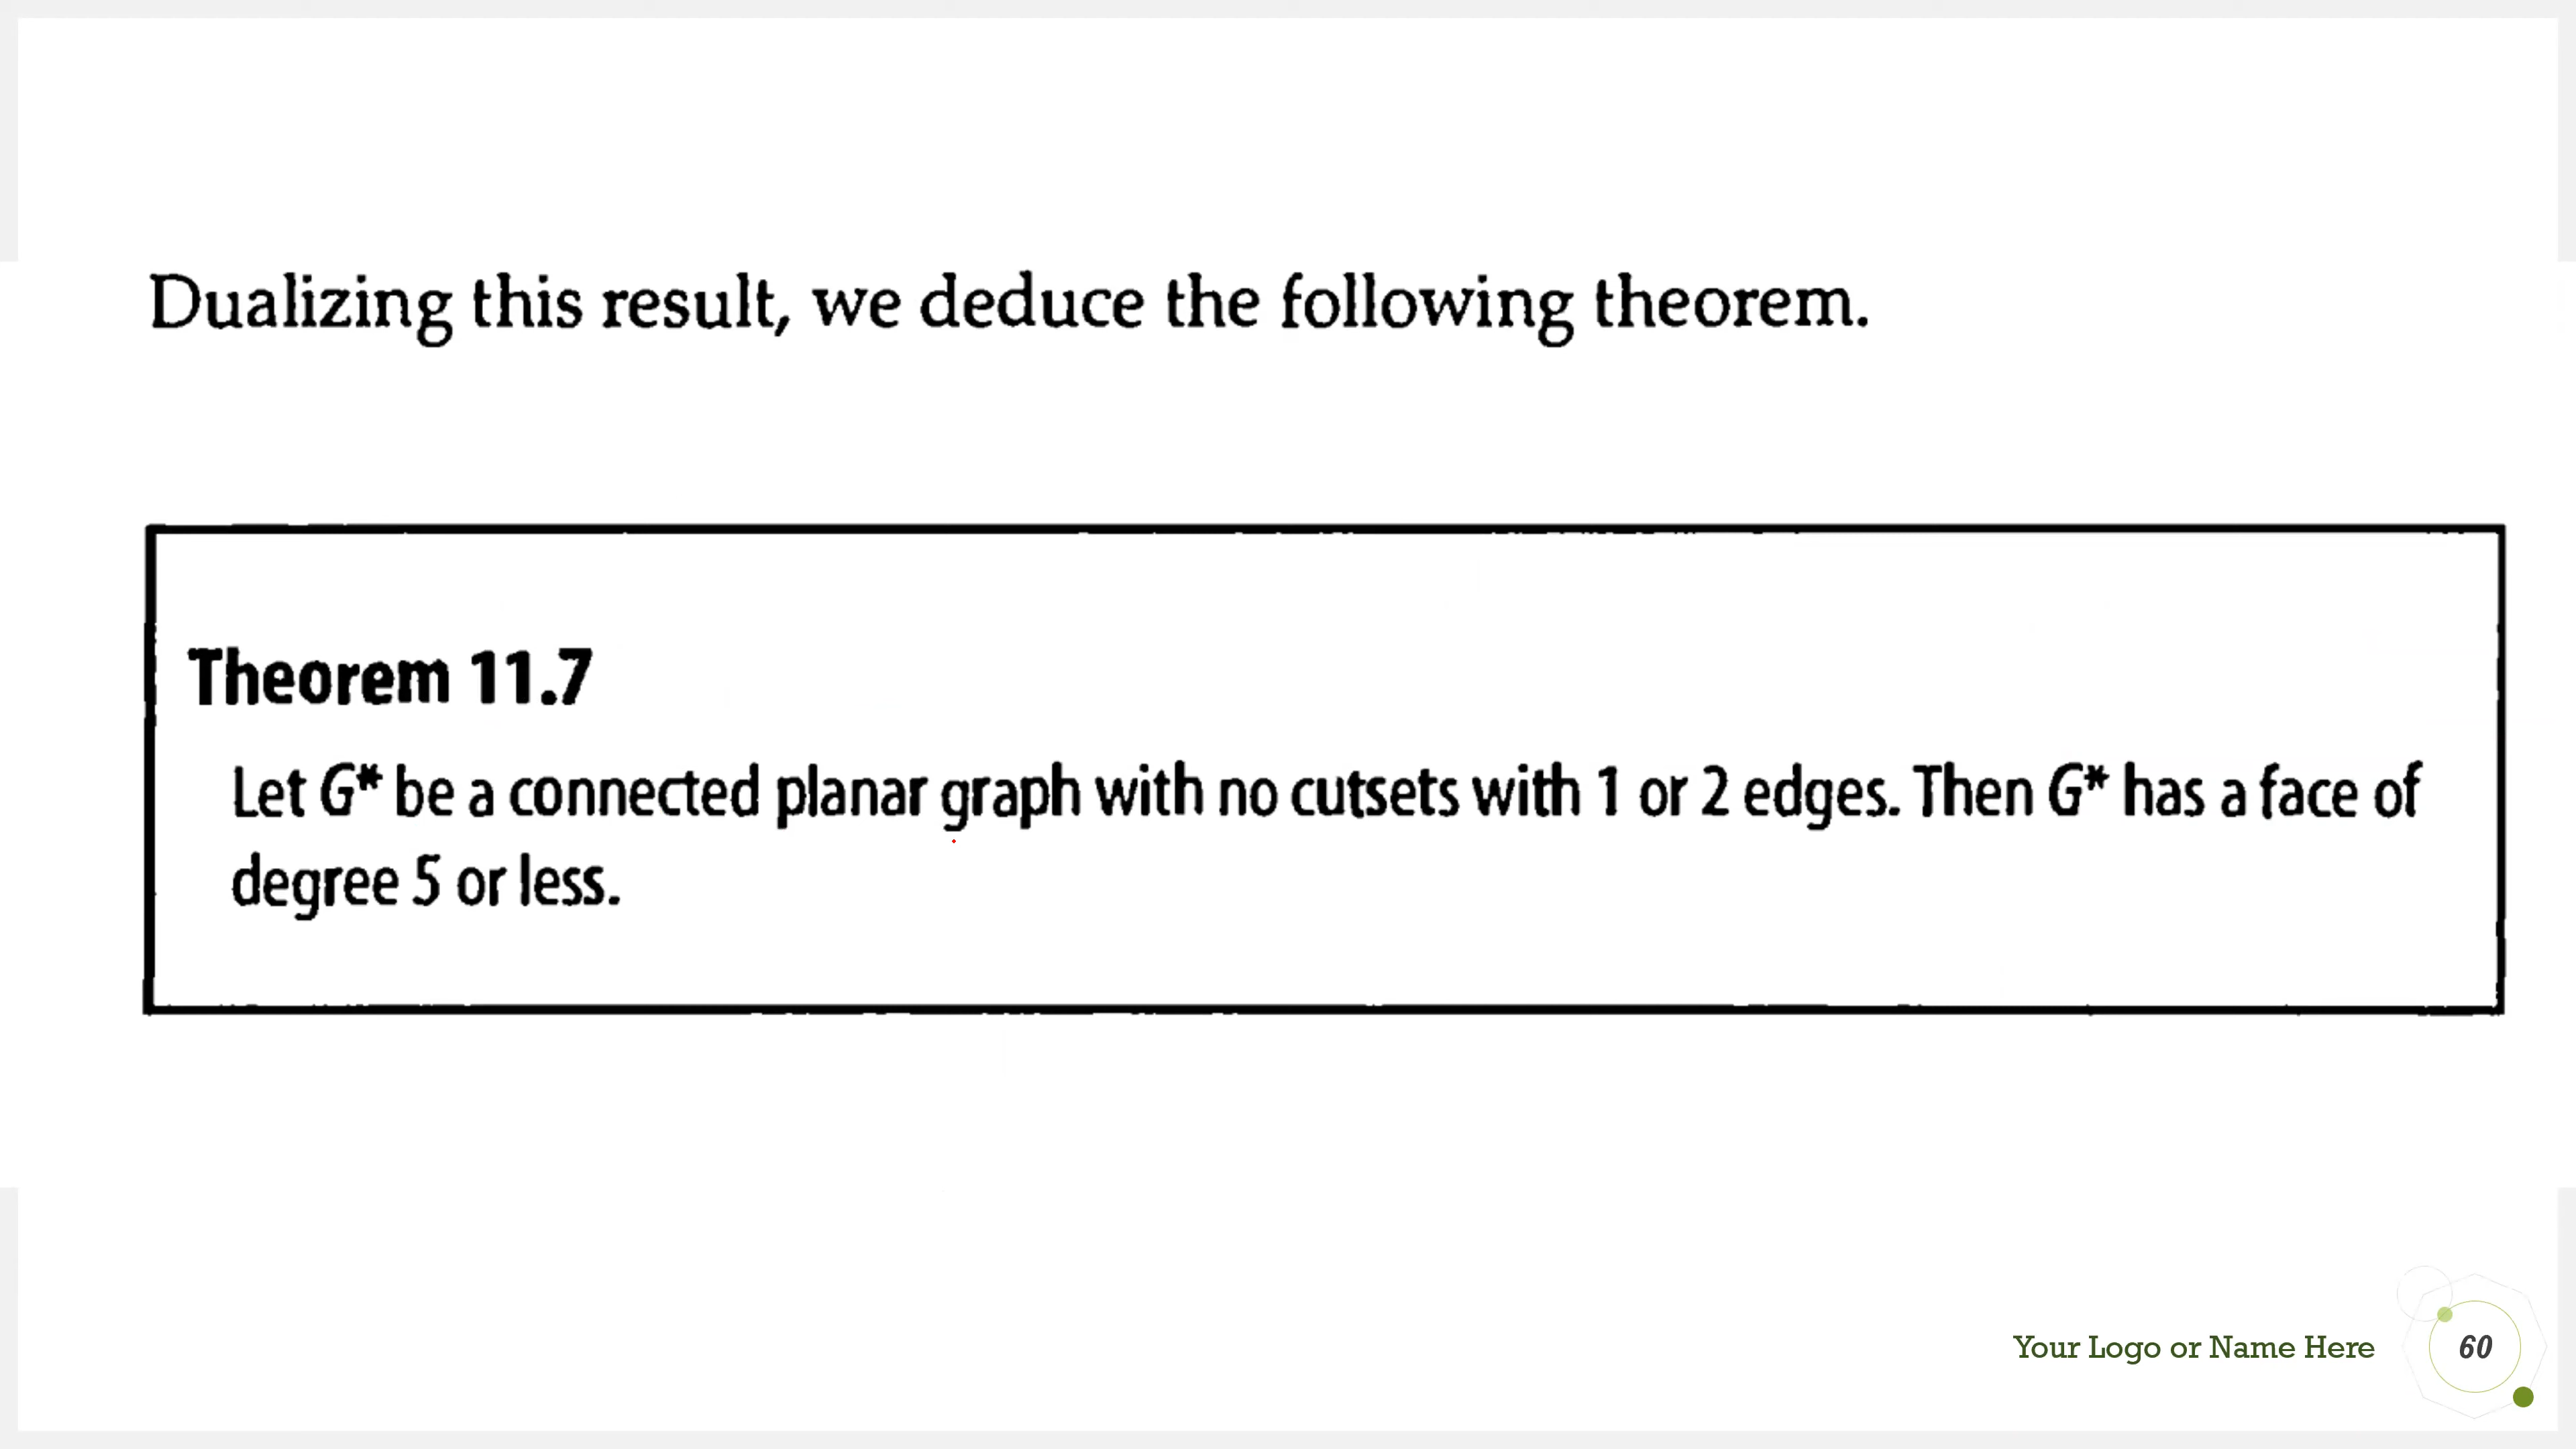 Dualizing this result, we deduce the following theorem.
Theorem 11.7
Let G* be a connected planar graph with no cutsets with 1 or 2 edges. Then G* has a face of
degree 5 or less.
Your Logo or Name Here
60